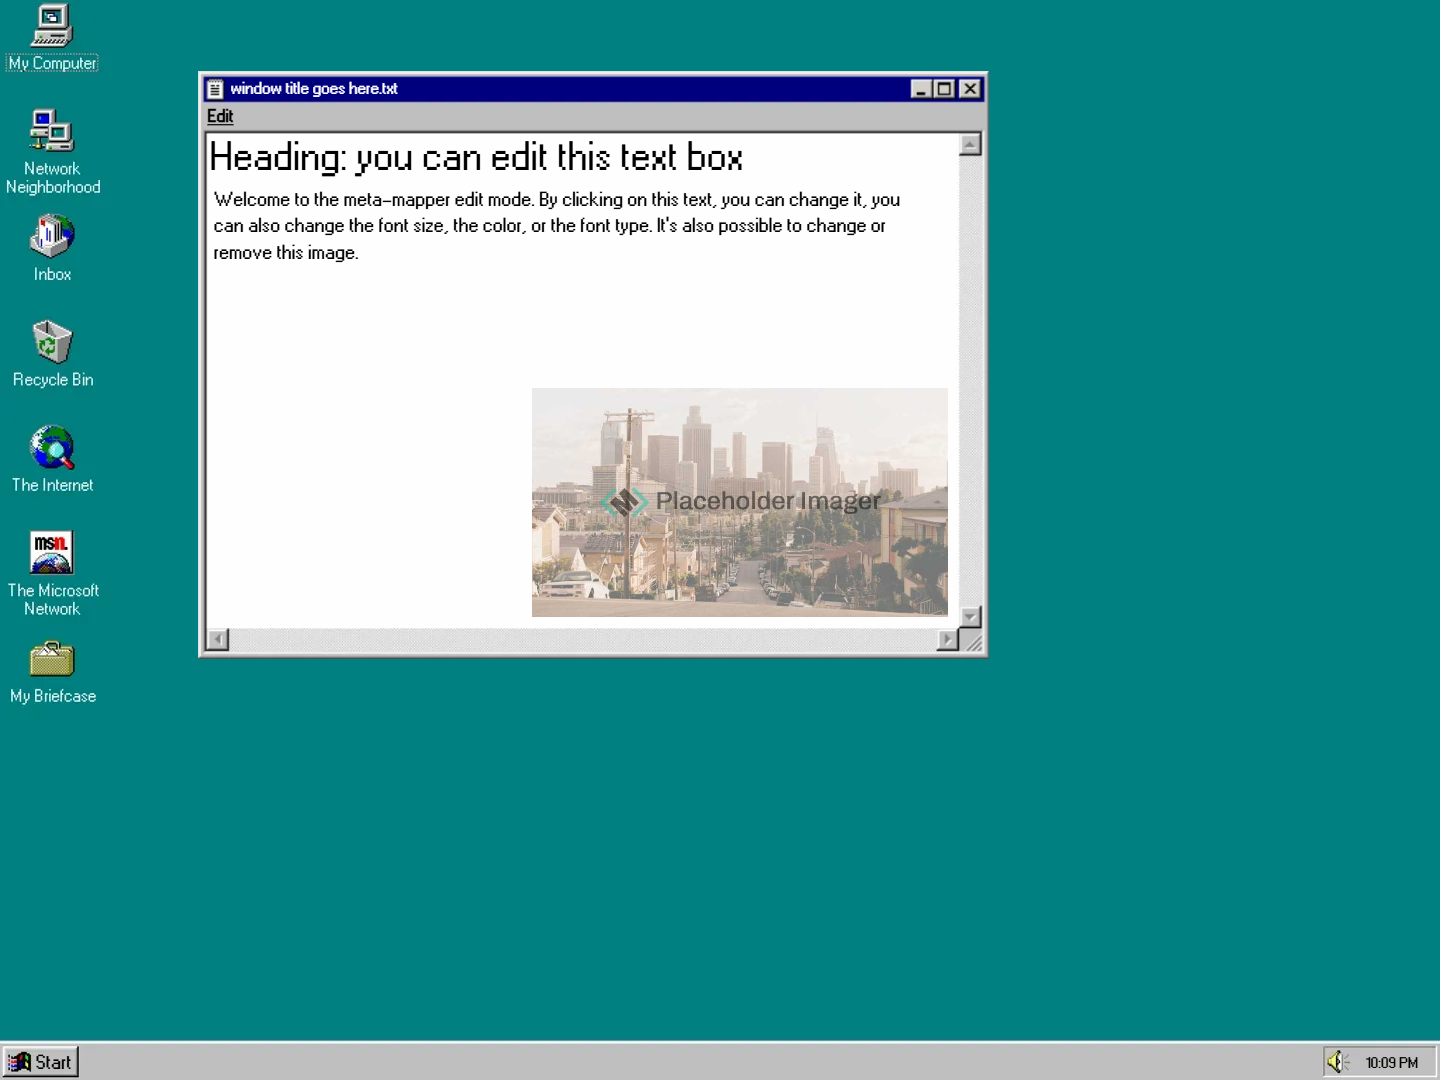 My Computer
Network
Neighborhood
Inbox
Recycle Bin
The Internet
msn.
The Microsoft
Network
My Briefcase
window title goes here.txt
Edit
Heading: you can edit this text box
Welcome to the meta-mapper edit mode. By clicking on this text, you can change it, you
can also change the font size, the color, or the font type. It's also possible to change or
remove this image.
Placeholder Imager
Start
10:09 PM